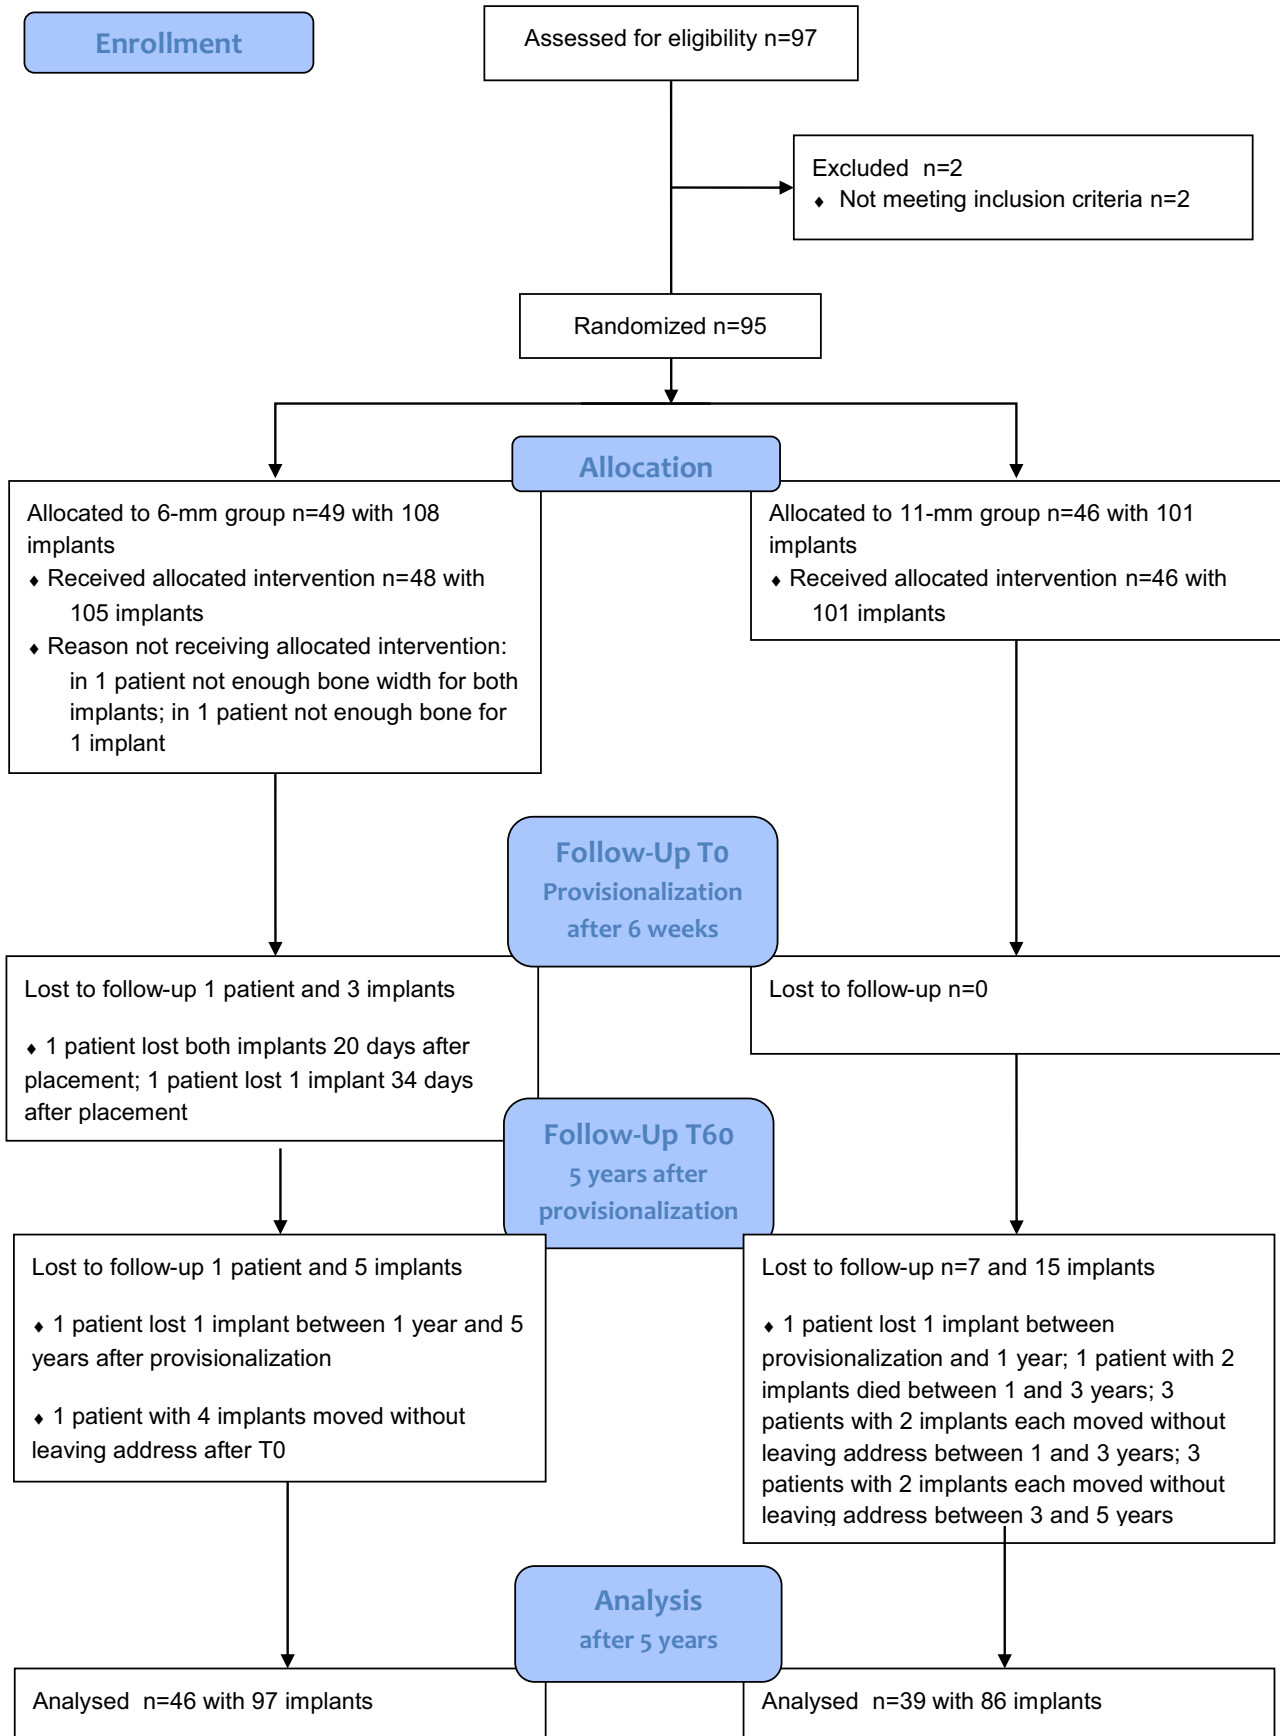 Enrollment
Assessed for eligibility n=97
Excluded n=2
♦ Not meeting inclusion criteria n=2
Randomized n=95
Allocation
Allocated to 6-mm group n=49 with 108
implants
♦ Received allocated intervention n=48 with
105 implants
♦ Reason not receiving allocated intervention:
in 1 patient not enough bone width for both
implants; in 1 patient not enough bone for
1 implant
Allocated to 11-mm group n=46 with 101
implants
♦ Received allocated intervention n=46 with
101 implants
Follow-Up T0
Provisionalization
after 6 weeks
Lost to follow-up 1 patient and 3 implants
♦ 1 patient lost both implants 20 days after
placement; 1 patient lost 1 implant 34 days
after placement
Lost to follow-up n=0
Follow-Up T60
5 years after
provisionalization
Lost to follow-up 1 patient and 5 implants
♦ 1 patient lost 1 implant between 1 year and 5
years after provisionalization
♦ 1 patient with 4 implants moved without
leaving address after T0
Lost to follow-up n=7 and 15 implants
♦ 1 patient lost 1 implant between
provisionalization and 1 year; 1 patient with 2
implants died between 1 and 3 years; 3
patients with 2 implants each moved without
leaving address between 1 and 3 years; 3
patients with 2 implants each moved without
leaving address between 3 and 5 years
Analysis
after 5 years
Analysed n=46 with 97 implants
Analysed n=39 with 86 implants